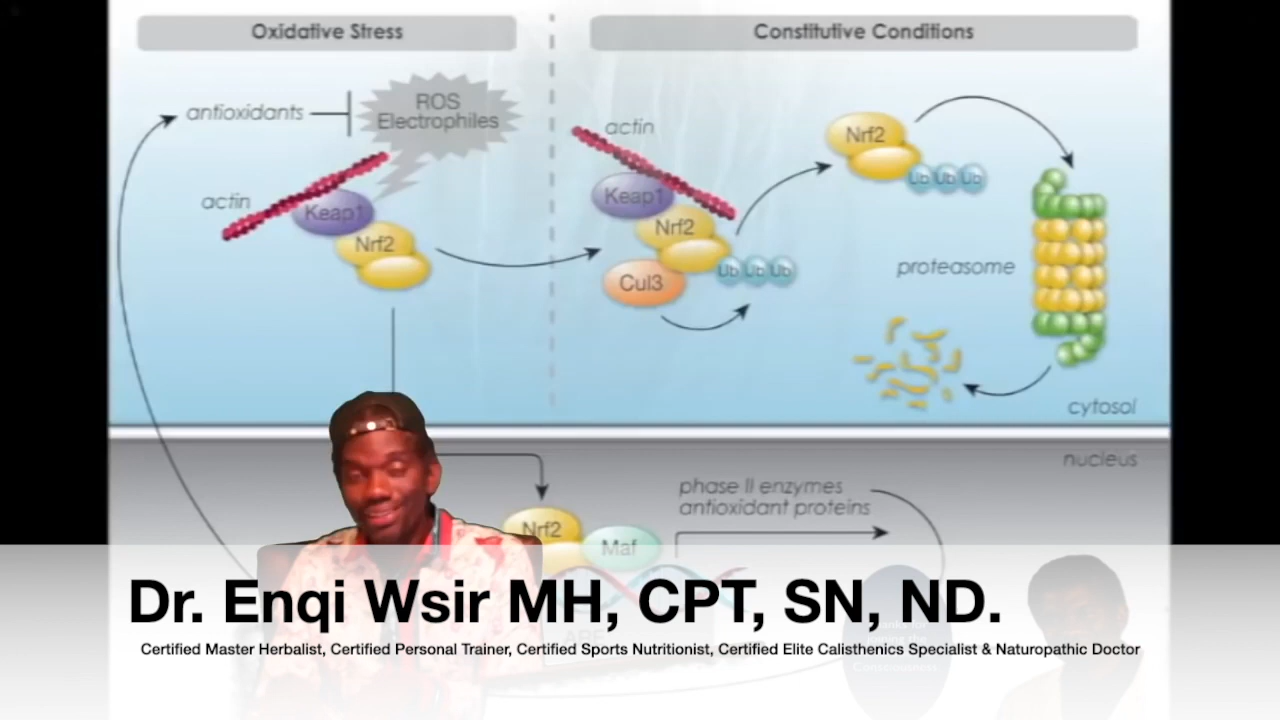 Oxidative Stress
Constitutive Conditions
antioxidants
ROS
Electrophiles
actin
Keap1
Nrf2
actin
Keap1
Nrf2
Cul3
Ub Ub Ub
Nrf2
Ub Ub Ub
proteasome
cytosol
nucleus
phase II enzymes
antioxidant proteins
Nrf2
Maf
ARE
Dr. Enqi Wsir MH, CPT, SN, ND.
Certified Master Herbalist, Certified Personal Trainer, Certified Sports Nutritionist, Certified Elite Calisthenics Specialist & Naturopathic Doctor
Consciousness